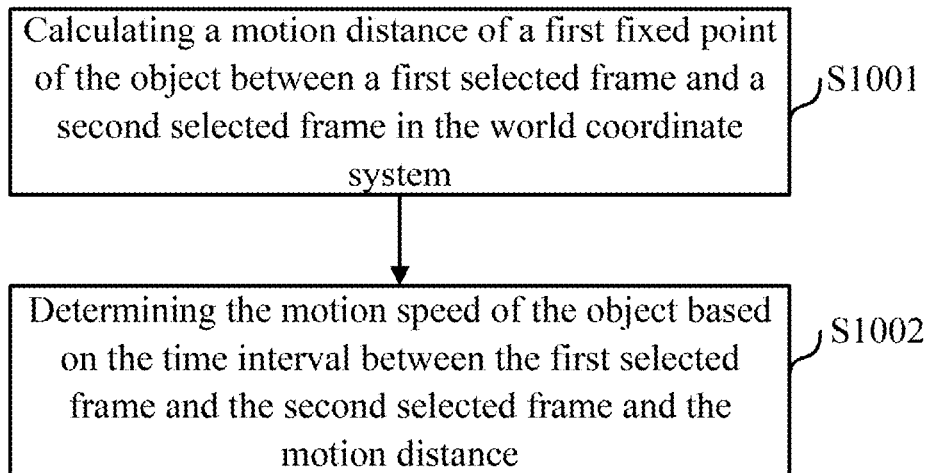 Calculating a motion distance of a first fixed point
of the object between a first selected frame and a
second selected frame in the world coordinate
system
S1001
Determining the motion speed of the object based
on the time interval between the first selected
frame and the second selected frame and the
motion distance
S1002